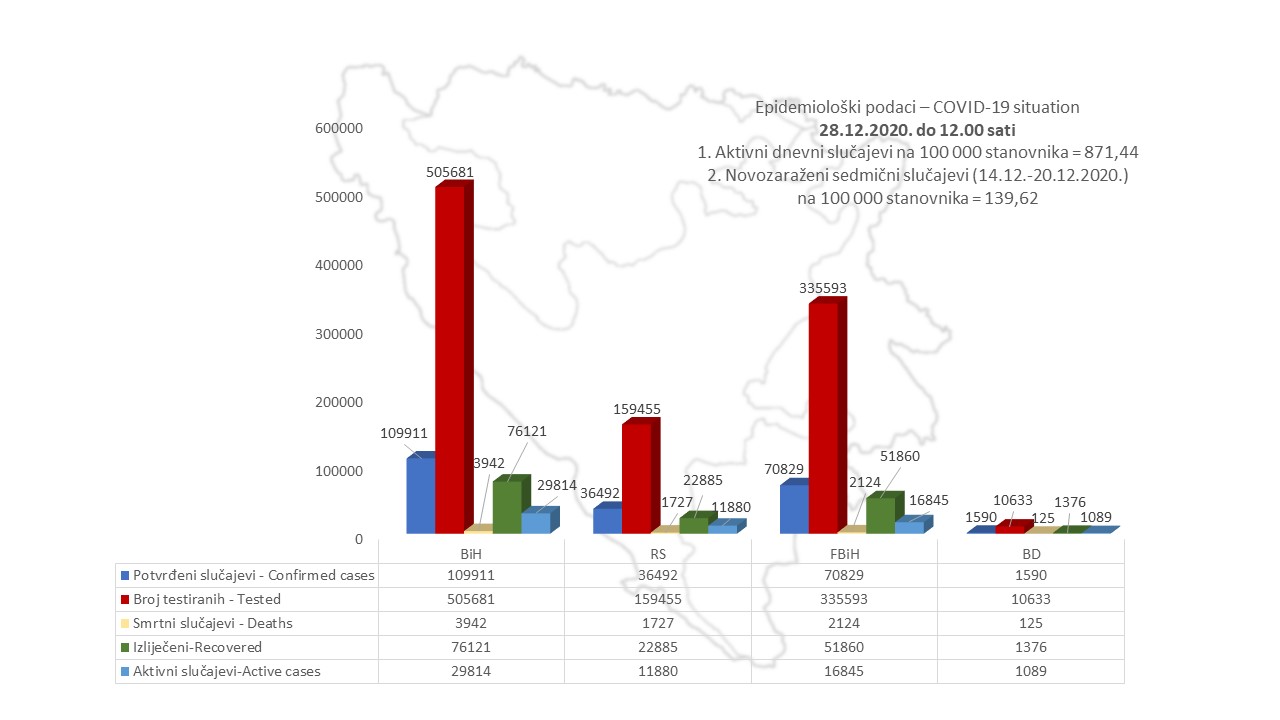 Epidemiološki podaci – COVID-19 situation
28.12.2020. do 12.00 sati
1. Aktivni dnevni slučajevi na 100 000 stanovnika = 871,44
2. Novozaraženi sedmični slučajevi (14.12.-20.12.2020.)
na 100 000 stanovnika = 139,62
600000
500000
400000
300000
200000
100000
0
109911
505681
3942
76121
29814
36492
159455
1727
22885
11880
70829
335593
2124
51860
16845
1590
10633
125
1376
1089
BiH RS FBiH BD
Potvrđeni slučajevi - Confirmed cases 109911 36492 70829 1590
Broj testiranih - Tested 505681 159455 335593 10633
Smrtni slučajevi - Deaths 3942 1727 2124 125
Izliječeni-Recovered 76121 22885 51860 1376
Aktivni slučajevi-Active cases 29814 11880 16845 1089